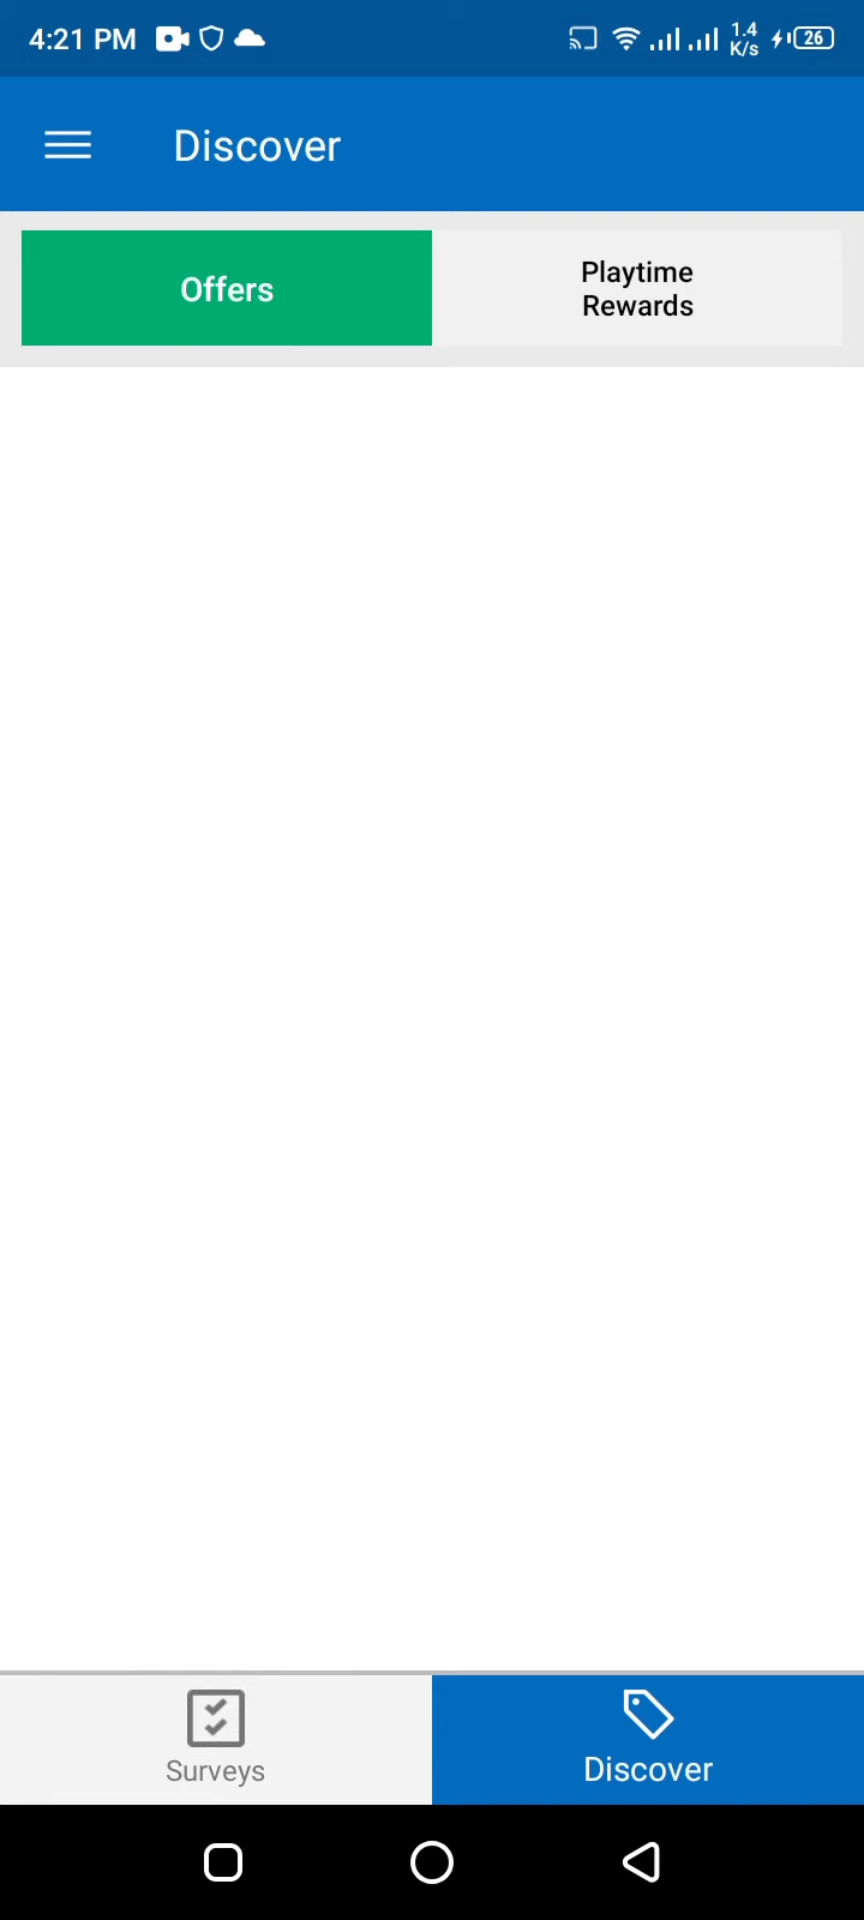 4:21 PM
1.4
K/s
26
Discover
Offers
Playtime
Rewards
Surveys
Discover